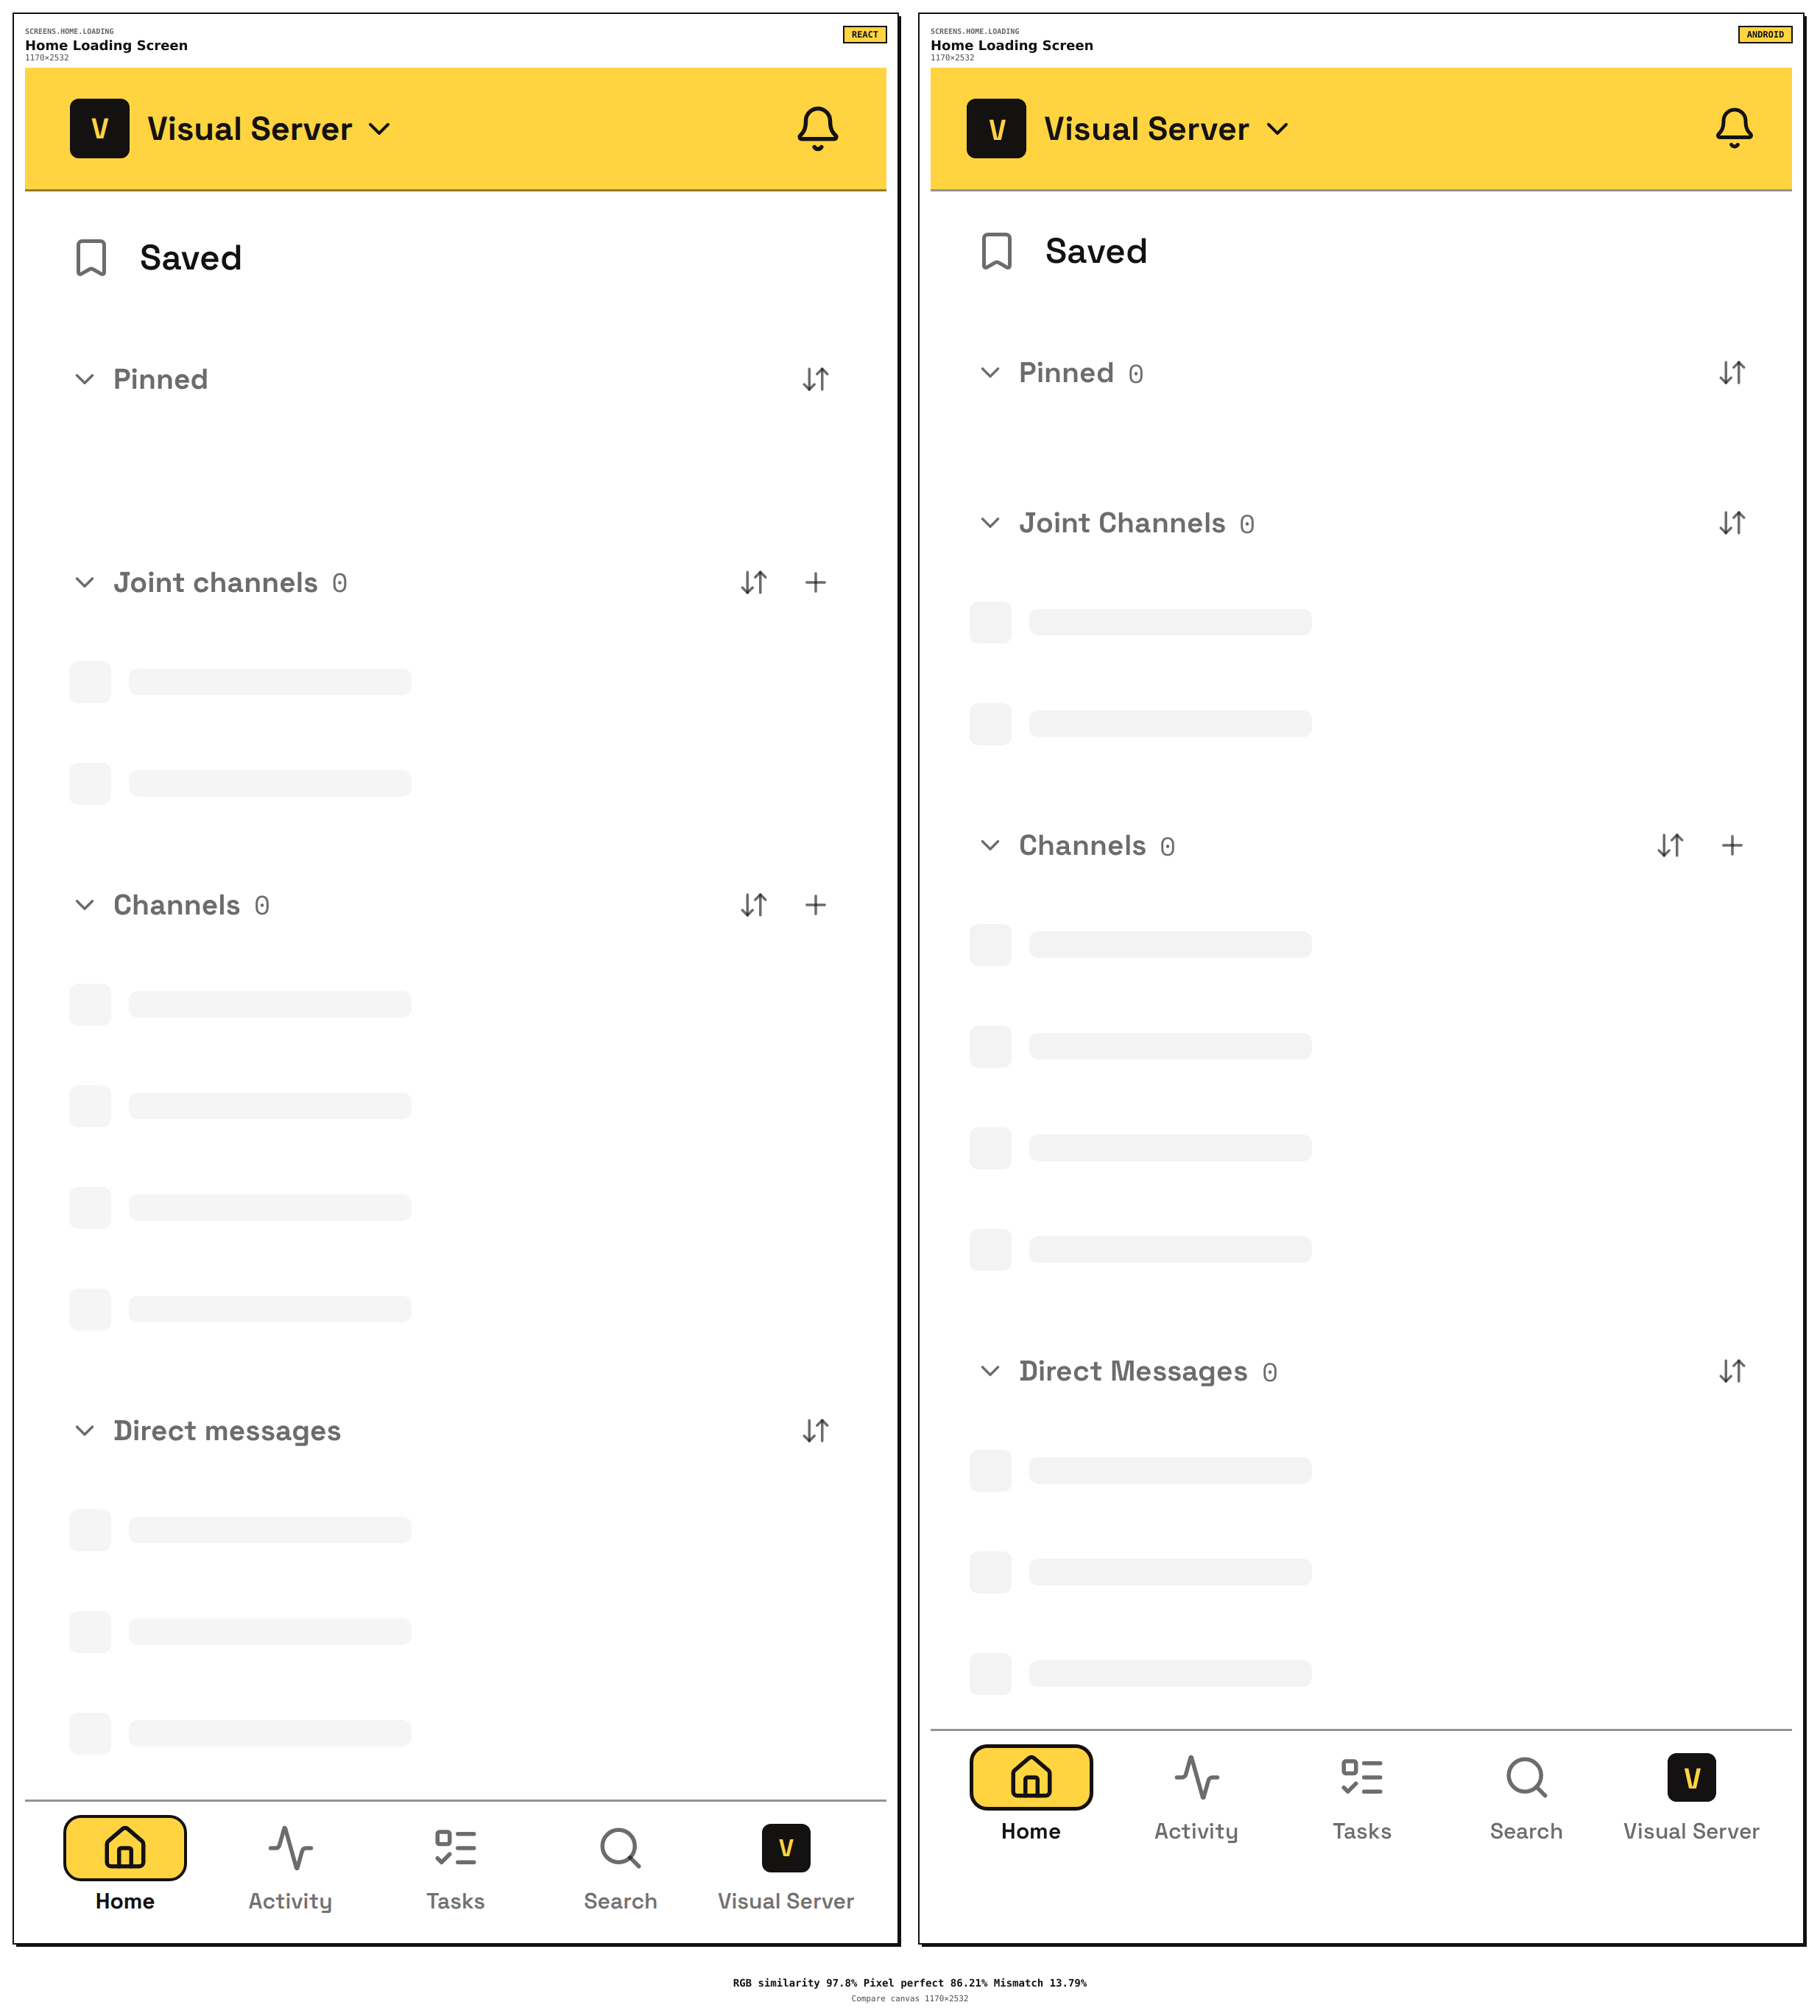 SCREENS.HOME.LOADING
Home Loading Screen
1170×2532
REACT
V Visual Server
Saved
Pinned
Joint channels 0
Channels 0
Direct messages
Home Activity Tasks Search V Visual Server
SCREENS.HOME.LOADING
Home Loading Screen
1170×2532
ANDROID
V Visual Server
Saved
Pinned 0
Joint Channels 0
Channels 0
Direct Messages 0
Home Activity Tasks Search V Visual Server
RGB similarity 97.8% Pixel perfect 86.21% Mismatch 13.79%
Compare canvas 1170×2532